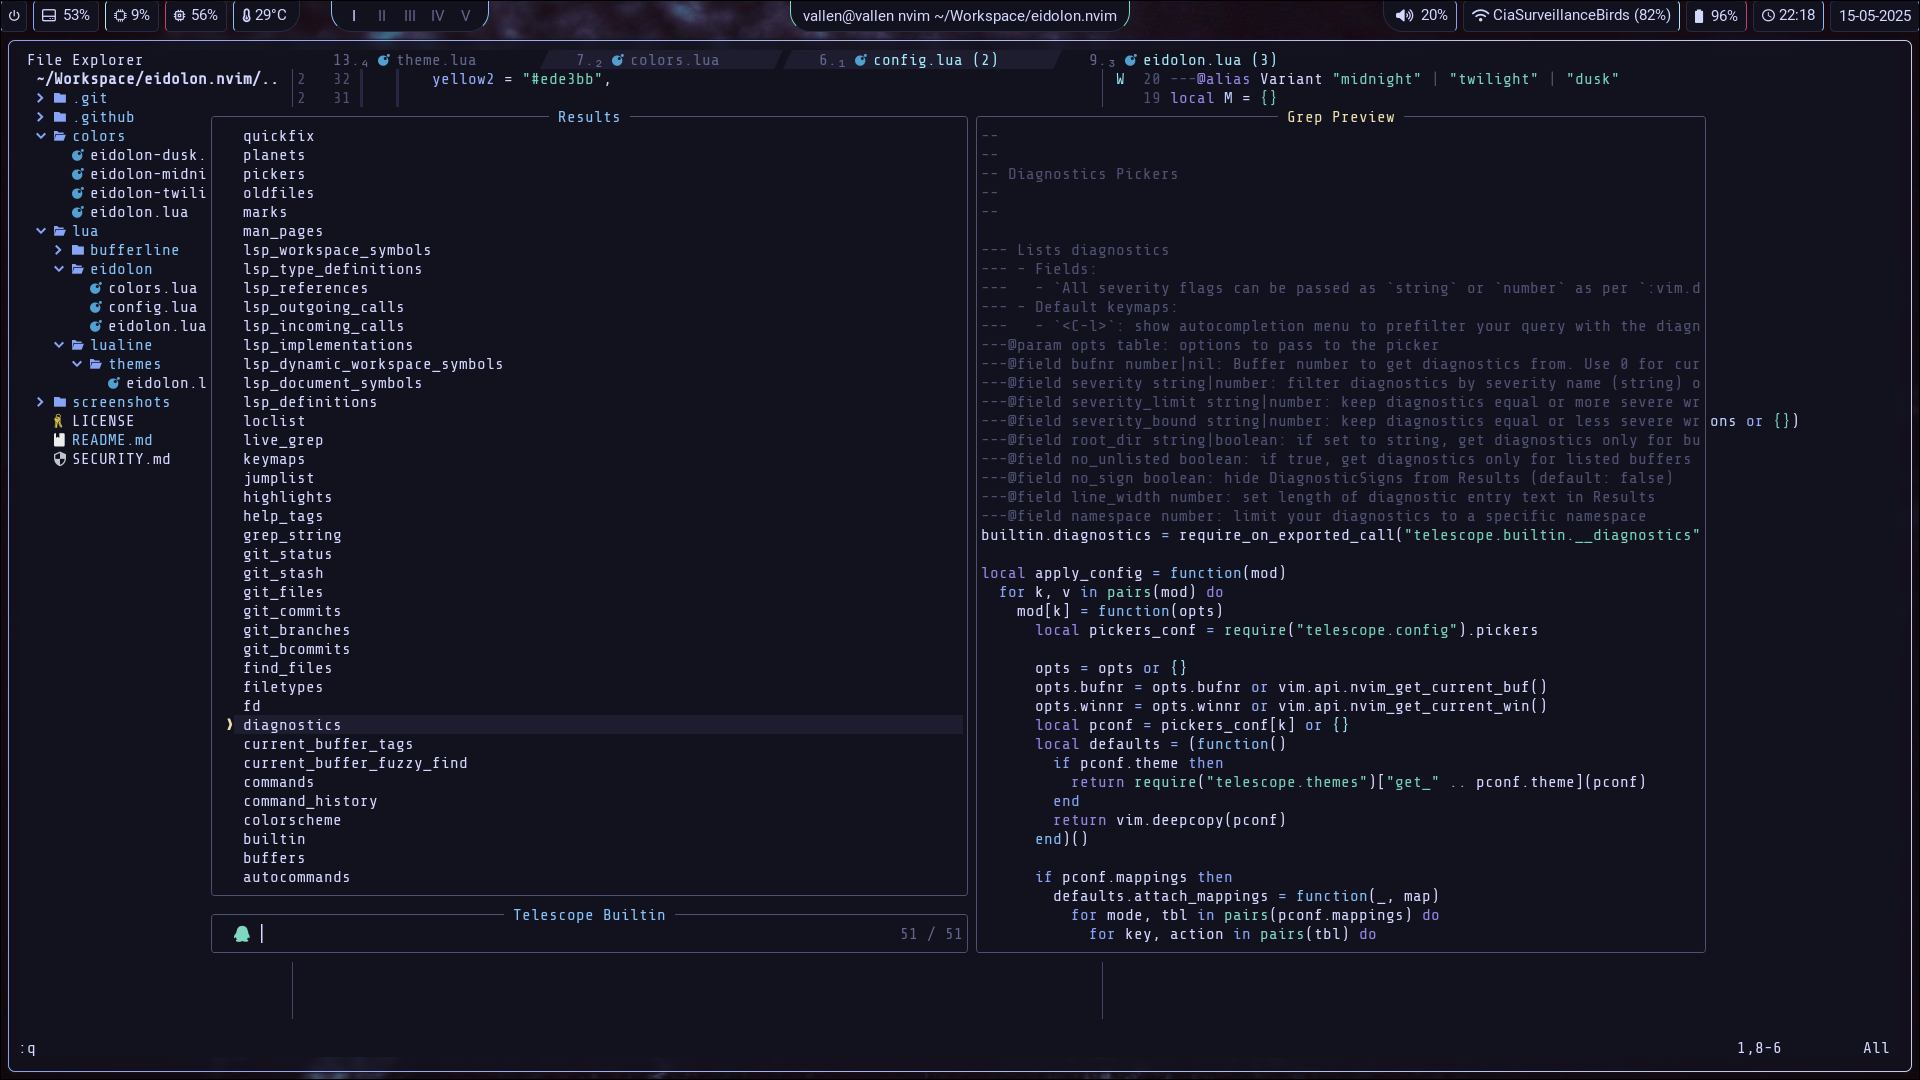 53% 9% 56% 29°C I II III IV V vallen@vallen nvim ~/Workspace/eidolon.nvim 20% CiaSurveillanceBirds (82%) 96% 22:18 15-05-2025
File Explorer 13.4 theme.lua 7.2 colors.lua 6.1 config.lua (2) 9.3 eidolon.lua (3)
~/Workspace/eidolon.nvim/.. 2 32 yellow2 = "#ede3bb", W 20 ---@alias Variant "midnight" | "twilight" | "dusk"
.git 2 31 19 local M = {}
.github
colors
eidolon-dusk.
eidolon-midni
eidolon-twili
eidolon.lua
lua
bufferline
eidolon
colors.lua
config.lua
eidolon.lua
lualine
themes
eidolon.l
screenshots
LICENSE
README.md
SECURITY.md
Results
quickfix
planets
pickers
oldfiles
marks
man_pages
lsp_workspace_symbols
lsp_type_definitions
lsp_references
lsp_outgoing_calls
lsp_incoming_calls
lsp_implementations
lsp_dynamic_workspace_symbols
lsp_document_symbols
lsp_definitions
loclist
live_grep
keymaps
jumplist
highlights
help_tags
grep_string
git_status
git_stash
git_files
git_commits
git_branches
git_bcommits
find_files
filetypes
fd
diagnostics
current_buffer_tags
current_buffer_fuzzy_find
commands
command_history
colorscheme
builtin
buffers
autocommands
Telescope Builtin
51 / 51
Grep Preview
--
--
-- Diagnostics Pickers
--
--
--- Lists diagnostics
--- - Fields:
---   - `All severity flags can be passed as `string` or `number` as per `:vim.d
--- - Default keymaps:
---   - `<C-l>`: show autocompletion menu to prefilter your query with the diagn
---@param opts table: options to pass to the picker
---@field bufnr number|nil: Buffer number to get diagnostics from. Use 0 for cur
---@field severity string|number: filter diagnostics by severity name (string) o
---@field severity_limit string|number: keep diagnostics equal or more severe wr
---@field severity_bound string|number: keep diagnostics equal or less severe wr ons or {})
---@field root_dir string|boolean: if set to string, get diagnostics only for bu
---@field no_unlisted boolean: if true, get diagnostics only for listed buffers
---@field no_sign boolean: hide DiagnosticSigns from Results (default: false)
---@field line_width number: set length of diagnostic entry text in Results
---@field namespace number: limit your diagnostics to a specific namespace
builtin.diagnostics = require_on_exported_call("telescope.builtin.__diagnostics"
local apply_config = function(mod)
for k, v in pairs(mod) do
mod[k] = function(opts)
local pickers_conf = require("telescope.config").pickers
opts = opts or {}
opts.bufnr = opts.bufnr or vim.api.nvim_get_current_buf()
opts.winnr = opts.winnr or vim.api.nvim_get_current_win()
local pconf = pickers_conf[k] or {}
local defaults = (function()
if pconf.theme then
return require("telescope.themes")["get_" .. pconf.theme](pconf)
end
return vim.deepcopy(pconf)
end)()
if pconf.mappings then
defaults.attach_mappings = function(_, map)
for mode, tbl in pairs(pconf.mappings) do
for key, action in pairs(tbl) do
:q 1,8-6 All